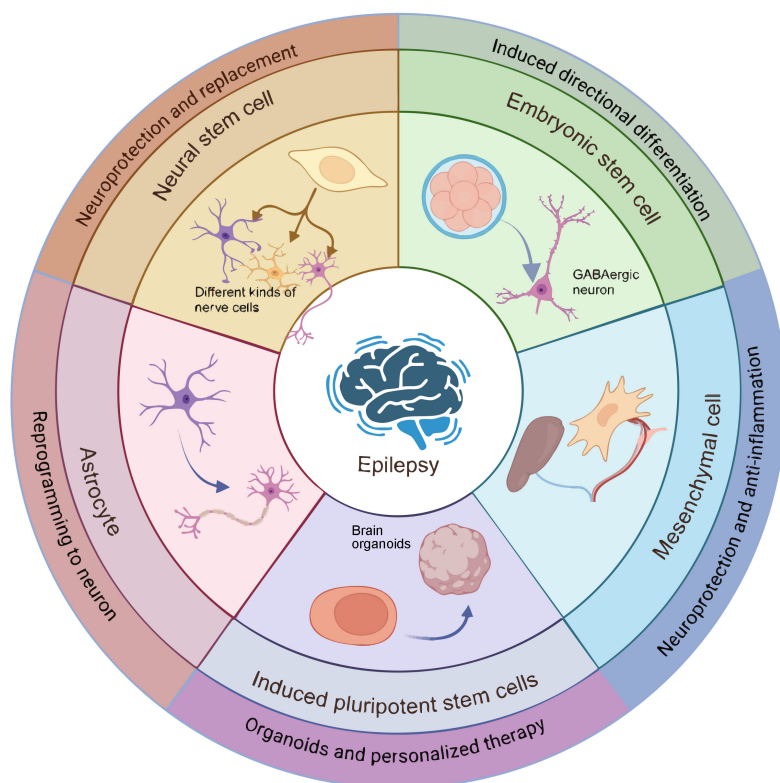 Neuroprotection and replacement
Neural stem cell
Different kinds of
nerve cells
Induced directional differentiation
Embryonic stem cell
GABAergic
neuron
Neuroprotection and anti-inflammation
Mesenchymal cell
Organoids and personalized therapy
Induced pluripotent stem cells
Brain
organoids
Reprogramming to neuron
Astrocyte
Epilepsy